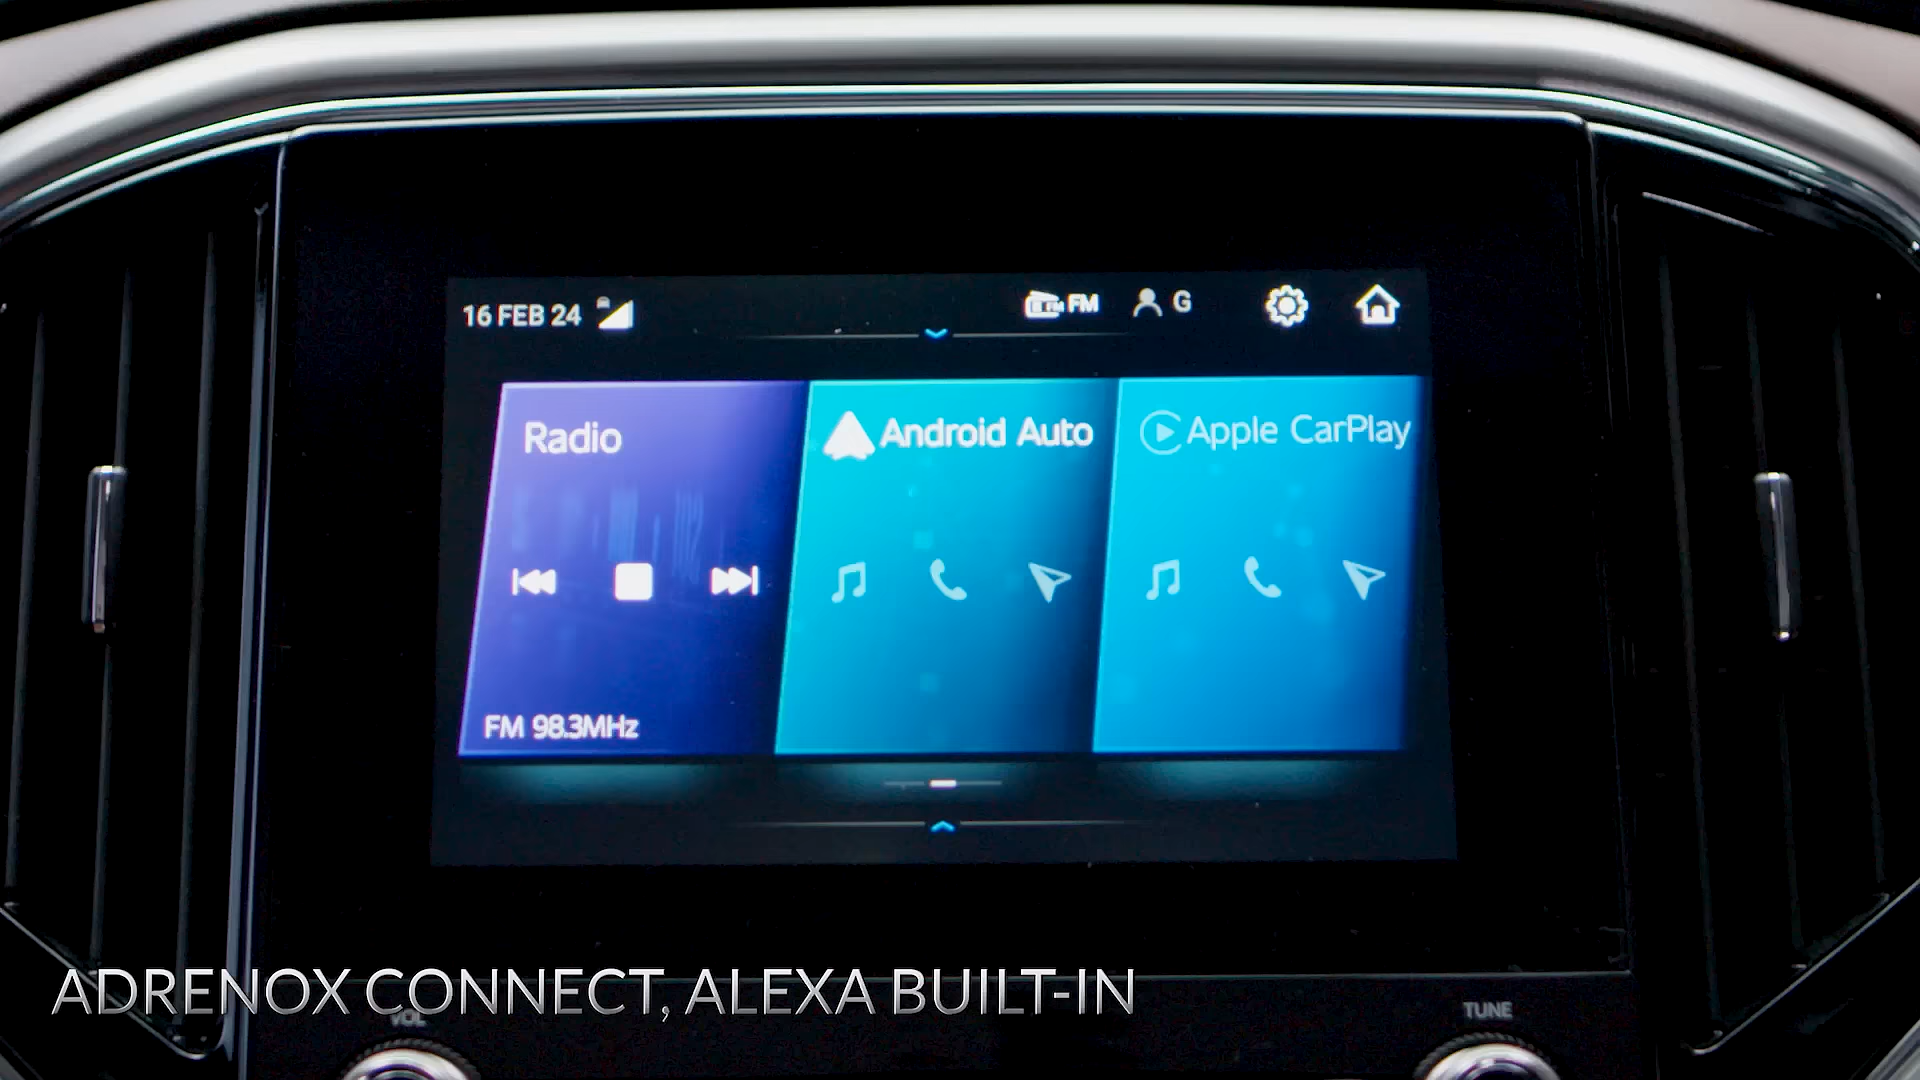 16 FEB 24
FM
G
Radio
Android Auto
Apple CarPlay
FM 98.3MHz
ADRENOX CONNECT, ALEXA BUILT-IN
VOL
TUNE